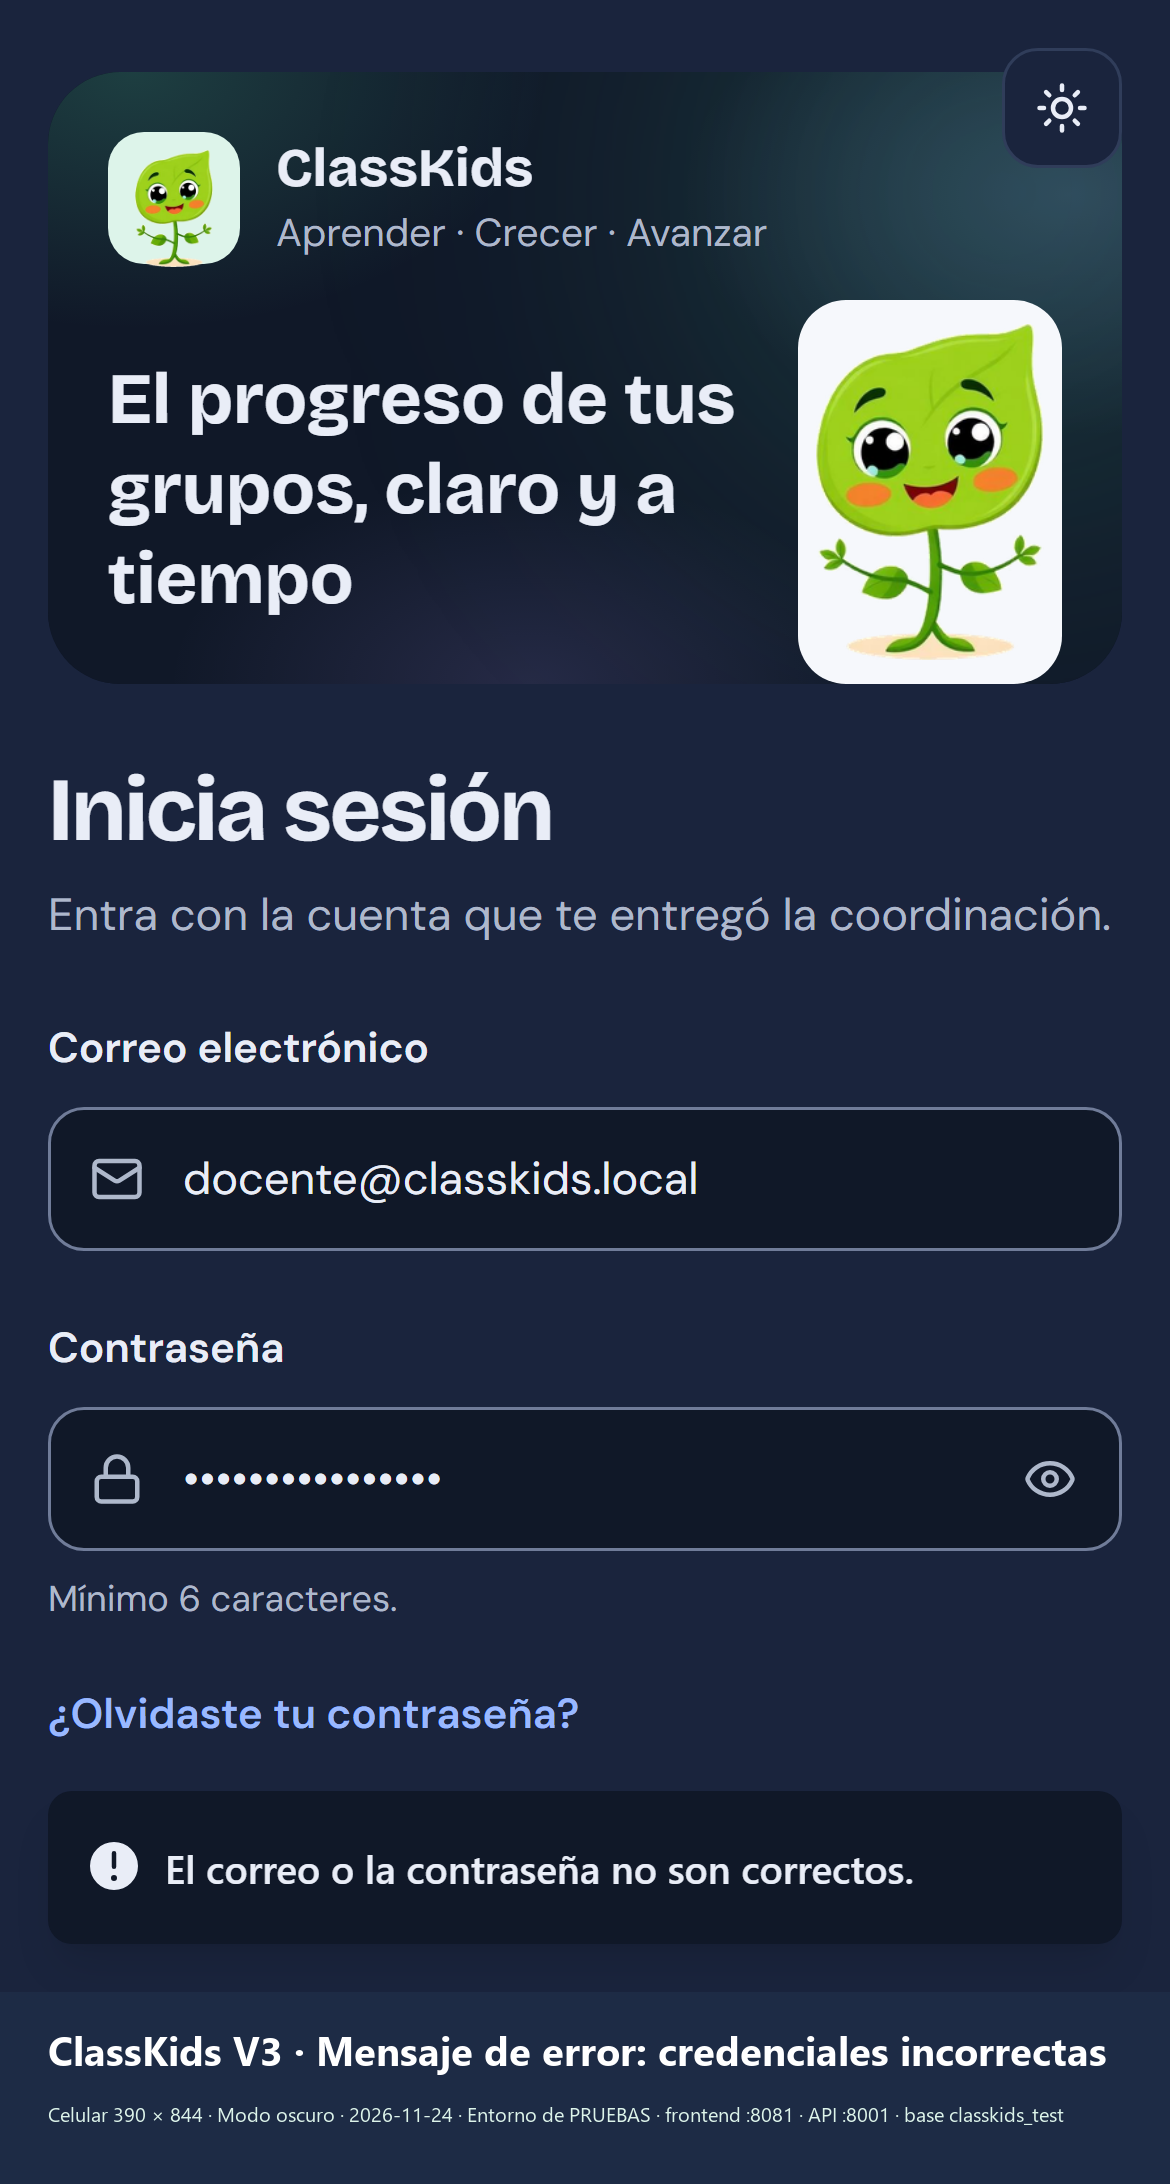 ClassKids
Aprender · Crecer · Avanzar
El progreso de tus
grupos, claro y a
tiempo
Inicia sesión
Entra con la cuenta que te entregó la coordinación.
Correo electrónico
docente@classkids.local
Contraseña
••••••••••••••••
Mínimo 6 caracteres.
¿Olvidaste tu contraseña?
El correo o la contraseña no son correctos.
ClassKids V3 · Mensaje de error: credenciales incorrectas
Celular 390 × 844 · Modo oscuro · 2026-11-24 · Entorno de PRUEBAS · frontend :8081 · API :8001 · base classkids_test